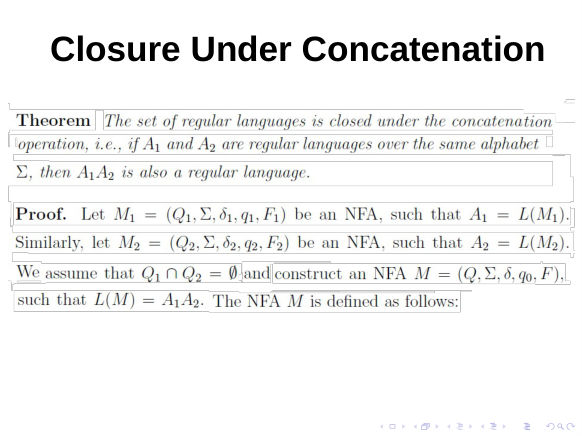 Closure Under Concatenation
Theorem The set of regular languages is closed under the concatenation
operation, i.e., if A₁ and A₂ are regular languages over the same alphabet
Σ, then A₁A₂ is also a regular language.
Proof. Let M₁ = (Q₁, Σ, δ₁, q₁, F₁) be an NFA, such that A₁ = L(M₁).
Similarly, let M₂ = (Q₂, Σ, δ₂, q₂, F₂) be an NFA, such that A₂ = L(M₂).
We assume that Q₁ ∩ Q₂ = ∅ and construct an NFA M = (Q, Σ, δ, q₀, F),
such that L(M) = A₁A₂. The NFA M is defined as follows: